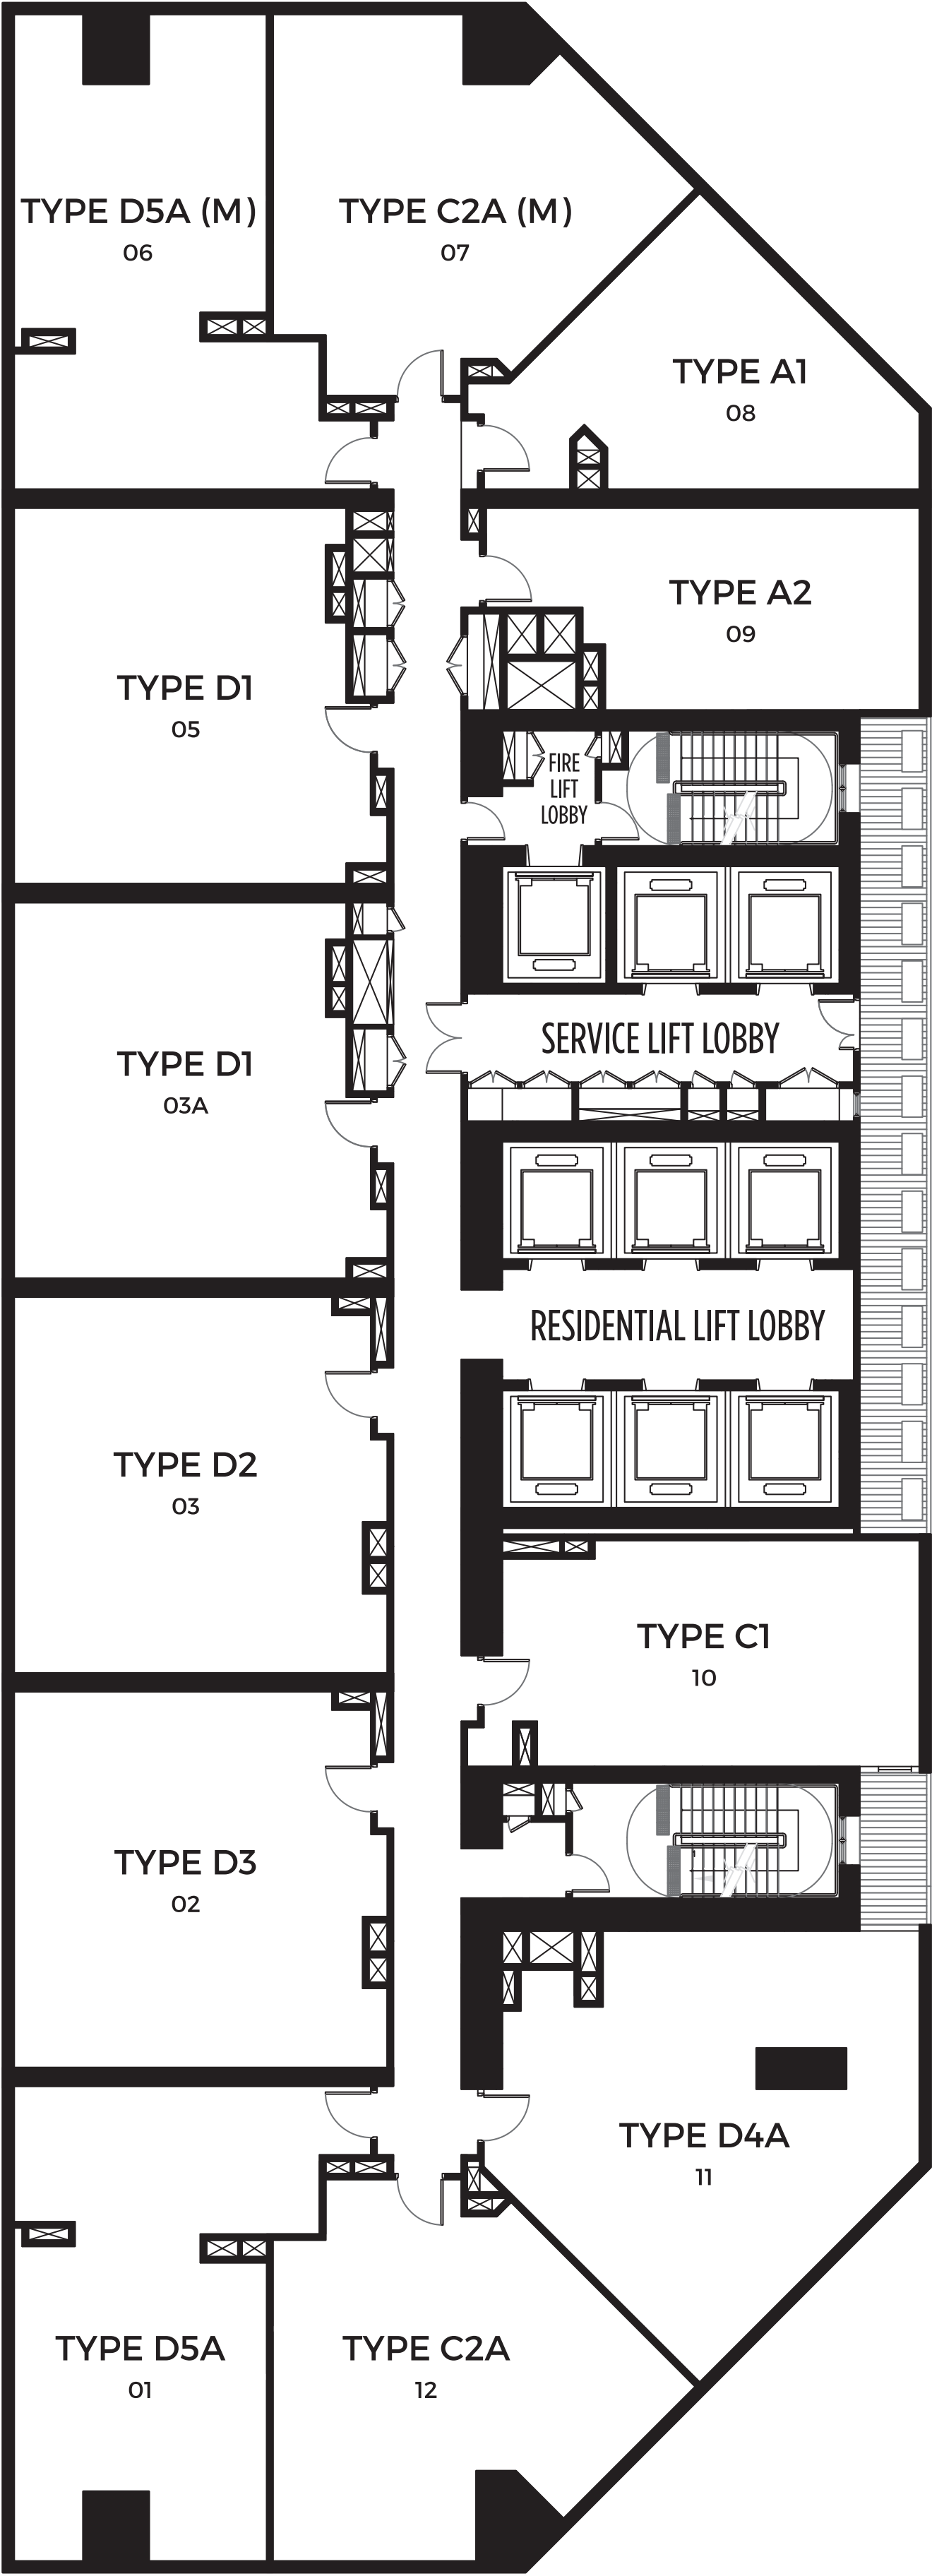 TYPE D5A (M)
06
TYPE C2A (M)
07
TYPE A1
08
TYPE A2
09
TYPE D1
05
FIRE
LIFT
LOBBY
SERVICE LIFT LOBBY
TYPE D1
03A
RESIDENTIAL LIFT LOBBY
TYPE D2
03
TYPE C1
10
TYPE D3
02
TYPE D4A
11
TYPE D5A
01
TYPE C2A
12